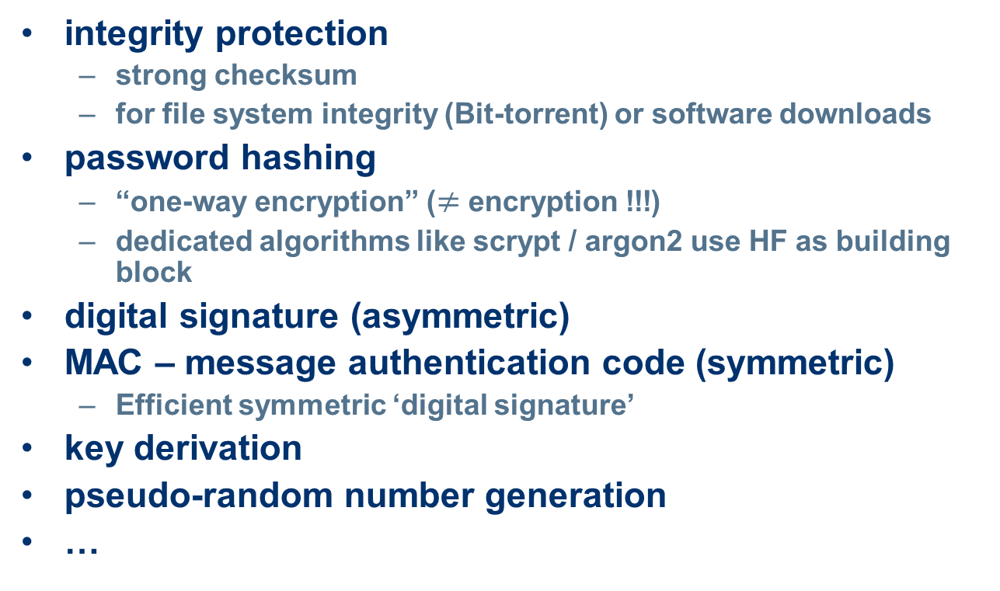 • integrity protection
– strong checksum
– for file system integrity (Bit-torrent) or software downloads
• password hashing
– “one-way encryption” (≠ encryption !!!)
– dedicated algorithms like scrypt / argon2 use HF as building
block
• digital signature (asymmetric)
• MAC – message authentication code (symmetric)
– Efficient symmetric ‘digital signature’
• key derivation
• pseudo-random number generation
• …